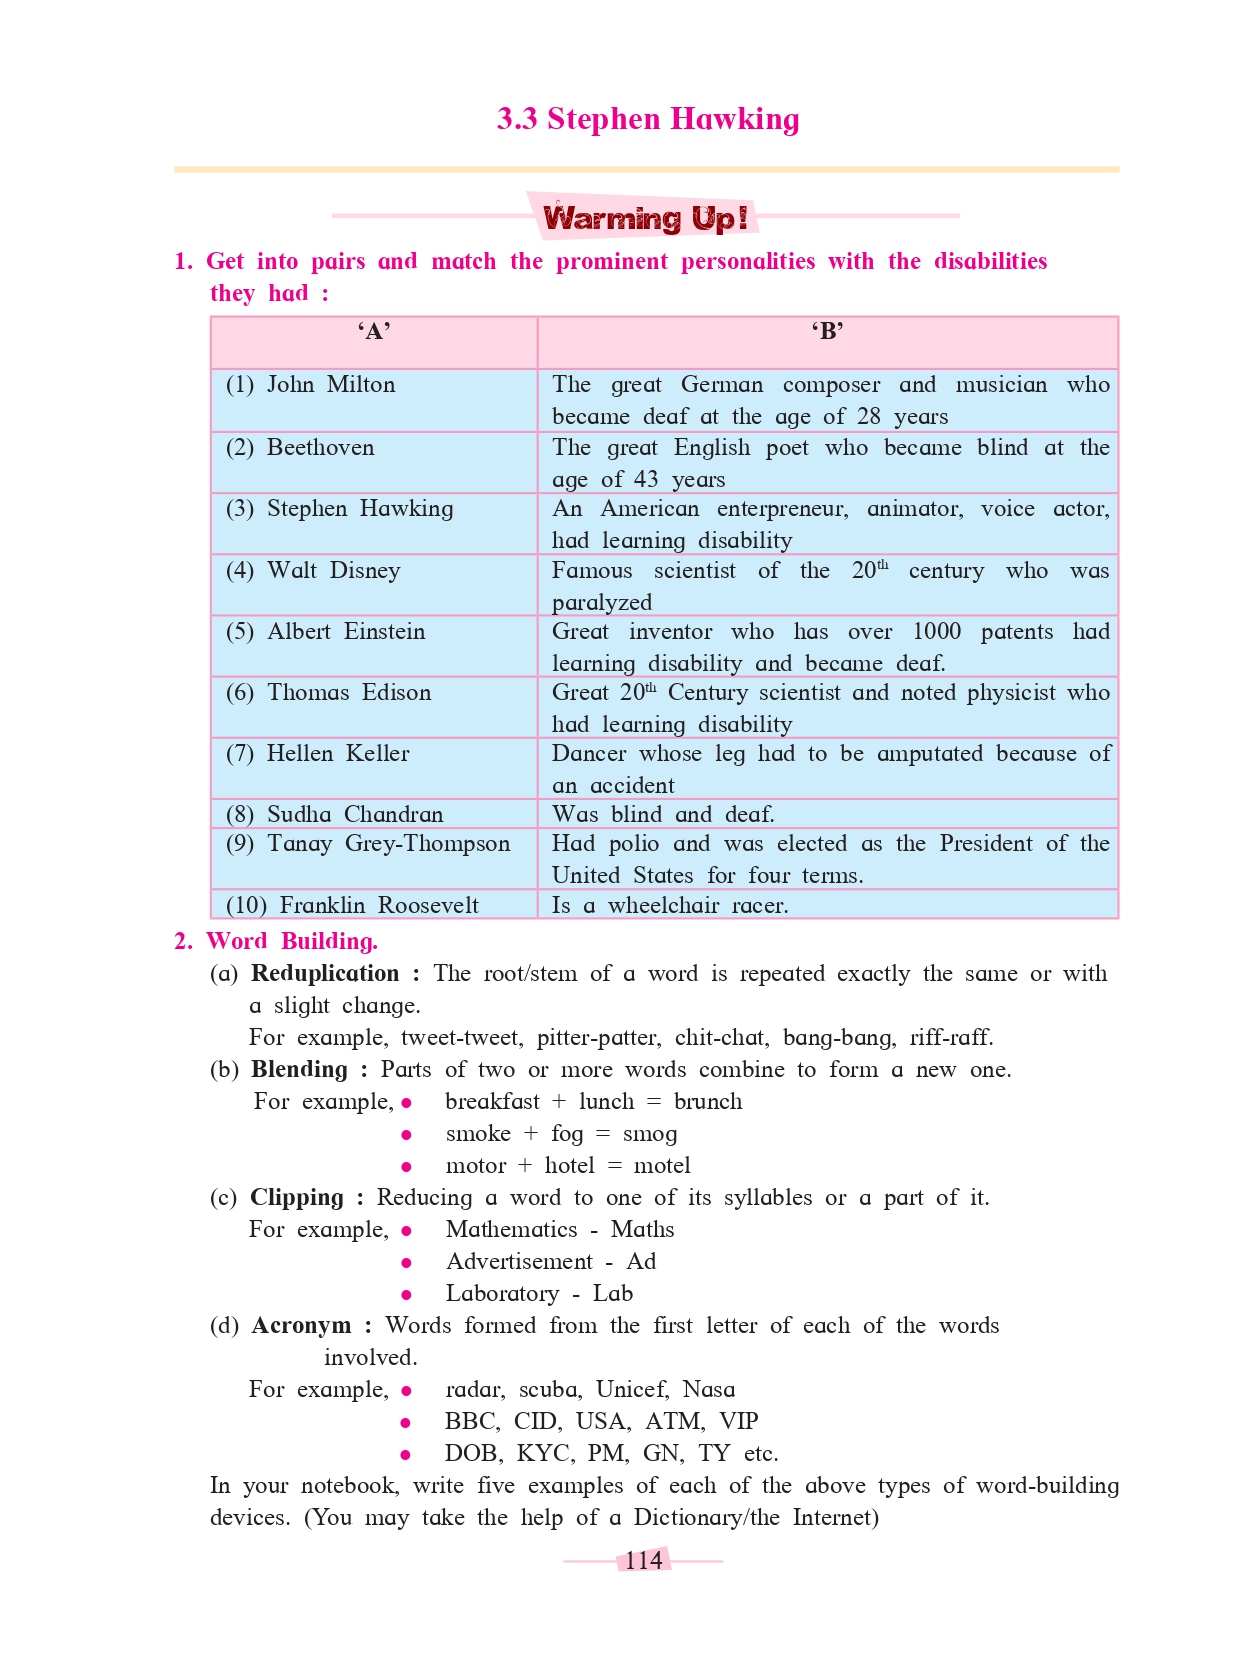 3.3 Stephen Hawking
Warming Up!
1. Get into pairs and match the prominent personalities with the disabilities
they had :
‘A’
‘B’
(1) John Milton
The great German composer and musician who
became deaf at the age of 28 years
(2) Beethoven
The great English poet who became blind at the
age of 43 years
(3) Stephen Hawking
An American enterpreneur, animator, voice actor,
had learning disability
(4) Walt Disney
Famous scientist of the 20th century who was
paralyzed
(5) Albert Einstein
Great inventor who has over 1000 patents had
learning disability and became deaf.
(6) Thomas Edison
Great 20th Century scientist and noted physicist who
had learning disability
(7) Hellen Keller
Dancer whose leg had to be amputated because of
an accident
(8) Sudha Chandran
Was blind and deaf.
(9) Tanay Grey-Thompson
Had polio and was elected as the President of the
United States for four terms.
(10) Franklin Roosevelt
Is a wheelchair racer.
2. Word Building.
(a) Reduplication : The root/stem of a word is repeated exactly the same or with
a slight change.
For example, tweet-tweet, pitter-patter, chit-chat, bang-bang, riff-raff.
(b) Blending : Parts of two or more words combine to form a new one.
For example, ● breakfast + lunch = brunch
● smoke + fog = smog
● motor + hotel = motel
(c) Clipping : Reducing a word to one of its syllables or a part of it.
For example, ● Mathematics - Maths
● Advertisement - Ad
● Laboratory - Lab
(d) Acronym : Words formed from the first letter of each of the words
involved.
For example, ● radar, scuba, Unicef, Nasa
● BBC, CID, USA, ATM, VIP
● DOB, KYC, PM, GN, TY etc.
In your notebook, write five examples of each of the above types of word-building
devices. (You may take the help of a Dictionary/the Internet)
114